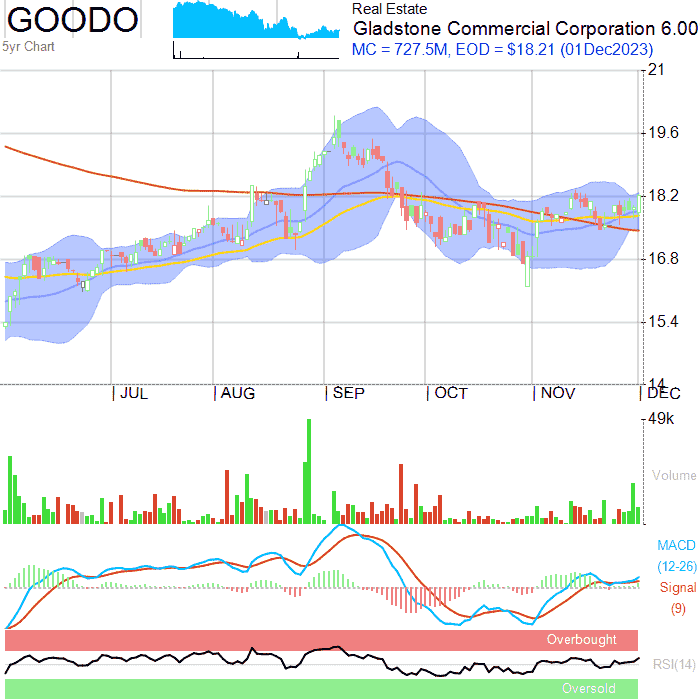 GOODO
5yr Chart
Real Estate
Gladstone Commercial Corporation 6.00
MC = 727.5M, EOD = $18.21 (01Dec2023)
21
19.6
18.2
16.8
15.4
14
JUL AUG SEP OCT NOV DEC
49k
Volume
MACD
(12-26)
Signal
(9)
Overbought
RSI(14)
Oversold